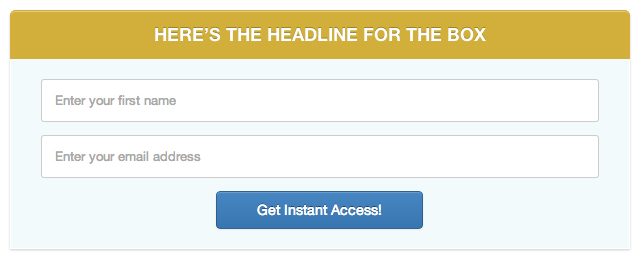 HERE’S THE HEADLINE FOR THE BOX
Enter your first name
Enter your email address
Get Instant Access!